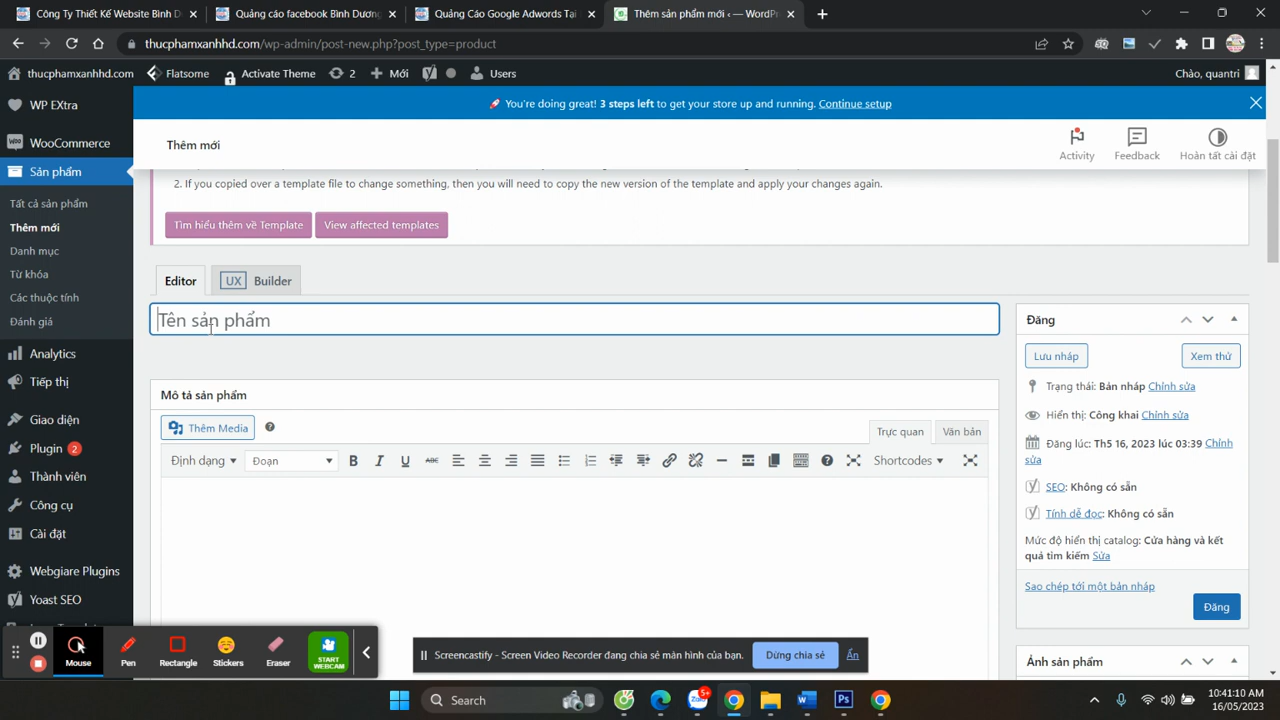 Công Ty Thiết Kế Website Bình D
Quảng cáo facebook Bình Dương
Quảng Cáo Google Adwords Tại
Thêm sản phẩm mới ‹ — WordPr
thucphamxanhhd.com/wp-admin/post-new.php?post_type=product
thucphamxanhhd.com
Flatsome
Activate Theme
2
Mới
Users
Chào, quantri
WP EXtra
WooCommerce
Sản phẩm
Tất cả sản phẩm
Thêm mới
Danh mục
Từ khóa
Các thuộc tính
Đánh giá
Analytics
Tiếp thị
Giao diện
Plugin 2
Thành viên
Công cụ
Cài đặt
Webgiare Plugins
Yoast SEO
🚀 You're doing great! 3 steps left to get your store up and running. Continue setup
Thêm mới
Activity
Feedback
Hoàn tất cài đặt
2. If you copied over a template file to change something, then you will need to copy the new version of the template and apply your changes again.
Tìm hiểu thêm về Template
View affected templates
Editor
UX Builder
Tên sản phẩm
Mô tả sản phẩm
Thêm Media
Trực quan
Văn bản
Định dạng
Đoạn
B I U ABC
Shortcodes
Đăng
Lưu nháp
Xem thử
Trạng thái: Bản nháp Chỉnh sửa
Hiển thị: Công khai Chỉnh sửa
Đăng lúc: Th5 16, 2023 lúc 03:39 Chỉnh
sửa
SEO: Không có sẵn
Tính dễ đọc: Không có sẵn
Mức độ hiển thị catalog: Cửa hàng và kết
quả tìm kiếm Sửa
Sao chép tới một bản nháp
Đăng
Ảnh sản phẩm
Mouse
Pen
Rectangle
Stickers
Eraser
START
WEBCAM
Screencastify - Screen Video Recorder đang chia sẻ màn hình của bạn.
Dừng chia sẻ
Ẩn
Search
5+
10:41:10 AM
16/05/2023